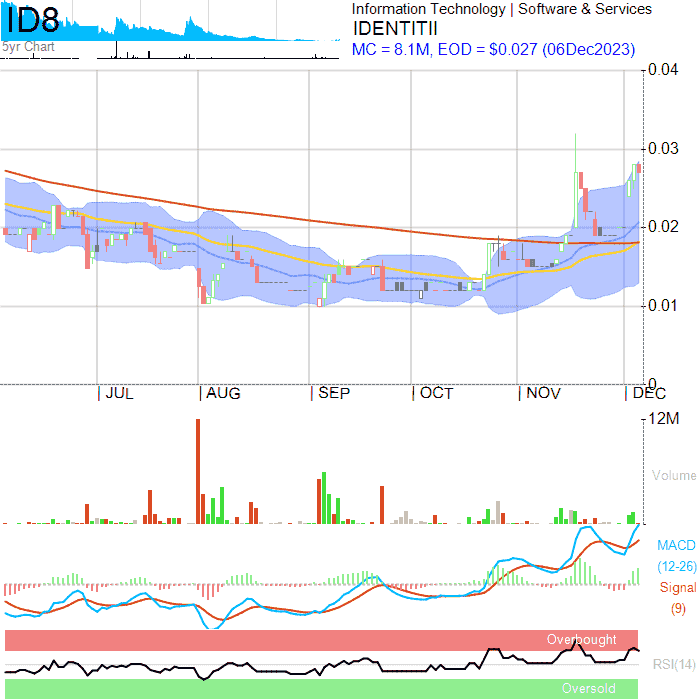 ID8
5yr Chart
Information Technology | Software & Services
IDENTITII
MC = 8.1M, EOD = $0.027 (06Dec2023)
0.04
0.03
0.02
0.01
0
JUL AUG SEP OCT NOV DEC
12M
Volume
MACD
(12-26)
Signal
(9)
Overbought
RSI(14)
Oversold